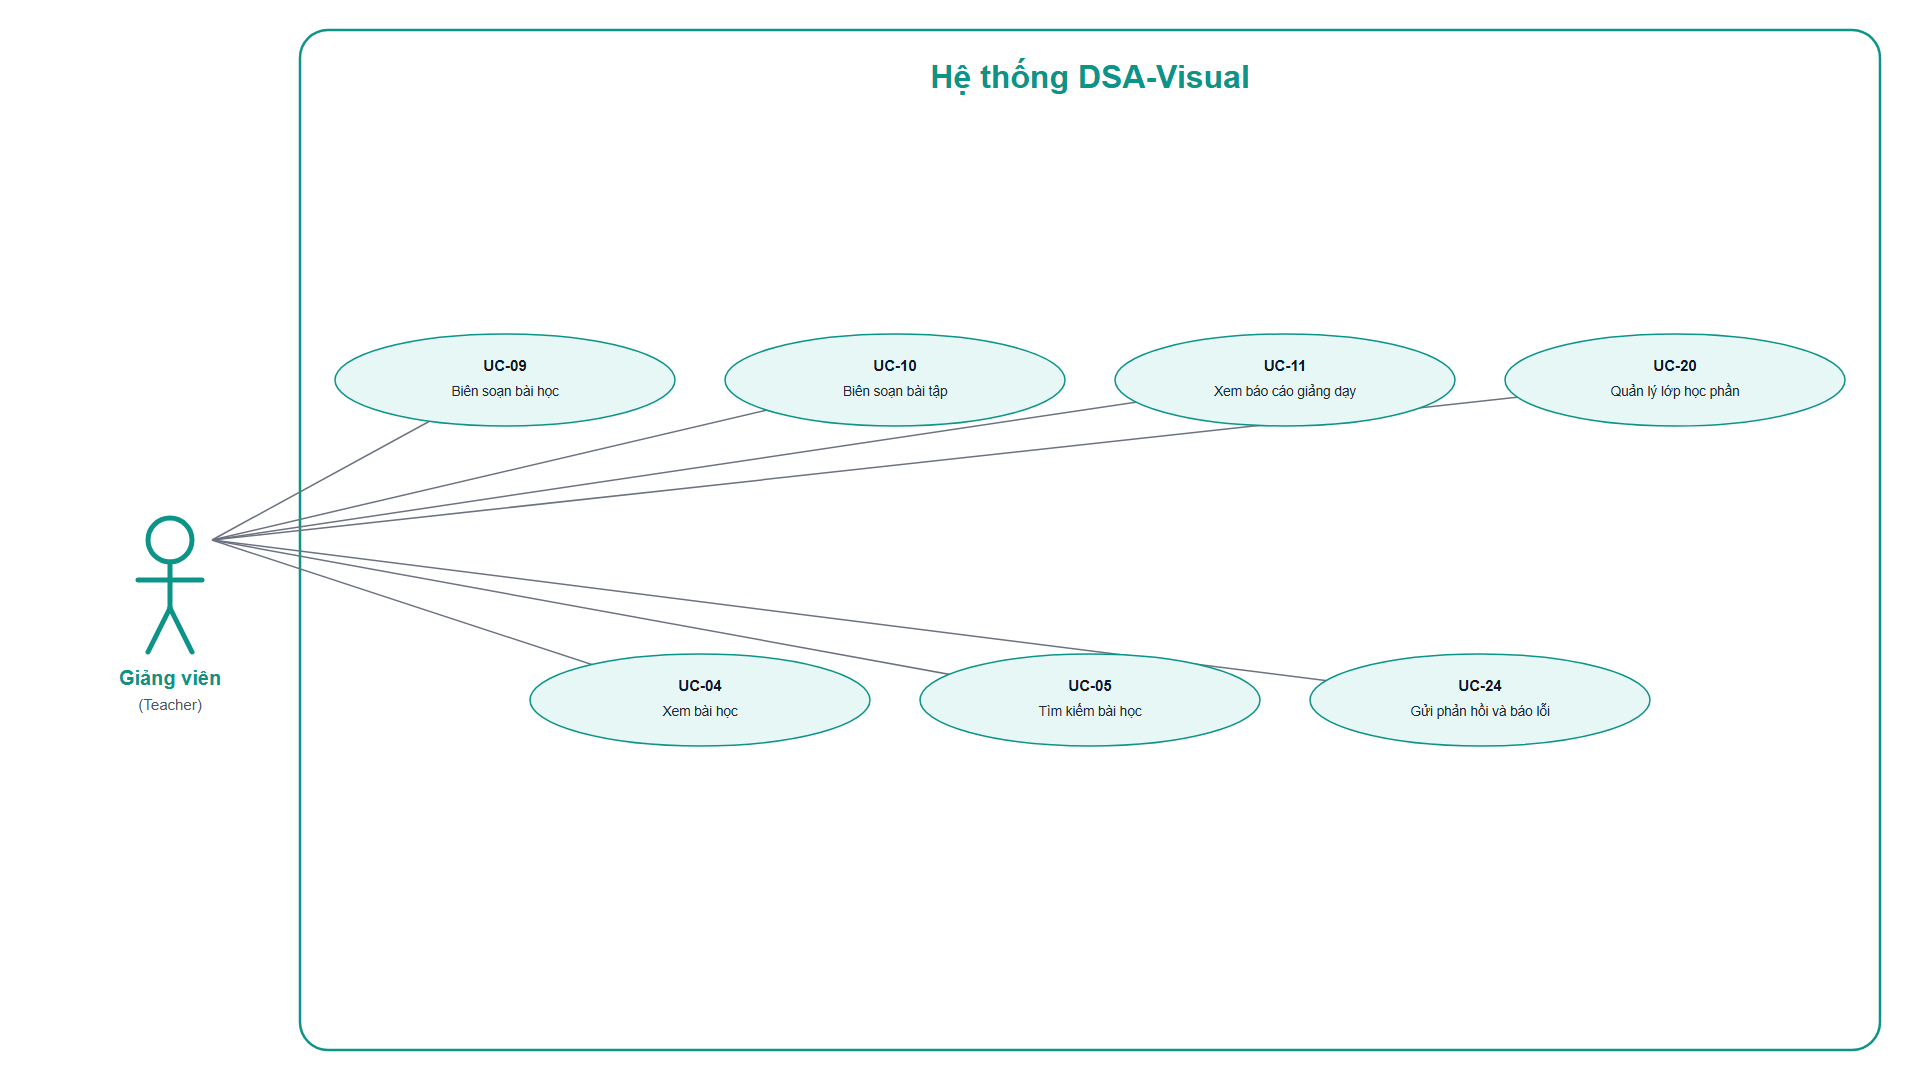 Hệ thống DSA-Visual
UC-09
Biên soạn bài học
UC-10
Biên soạn bài tập
UC-11
Xem báo cáo giảng dạy
UC-20
Quản lý lớp học phần
Giảng viên
(Teacher)
UC-04
Xem bài học
UC-05
Tìm kiếm bài học
UC-24
Gửi phản hồi và báo lỗi